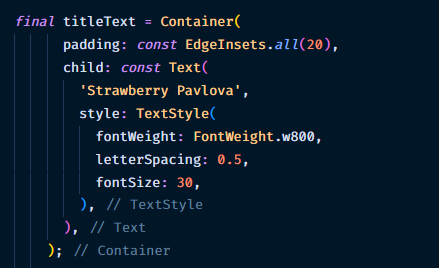 final titleText = Container(
padding: const EdgeInsets.all(20),
child: const Text(
'Strawberry Pavlova',
style: TextStyle(
fontWeight: FontWeight.w800,
letterSpacing: 0.5,
fontSize: 30,
), // TextStyle
), // Text
); // Container